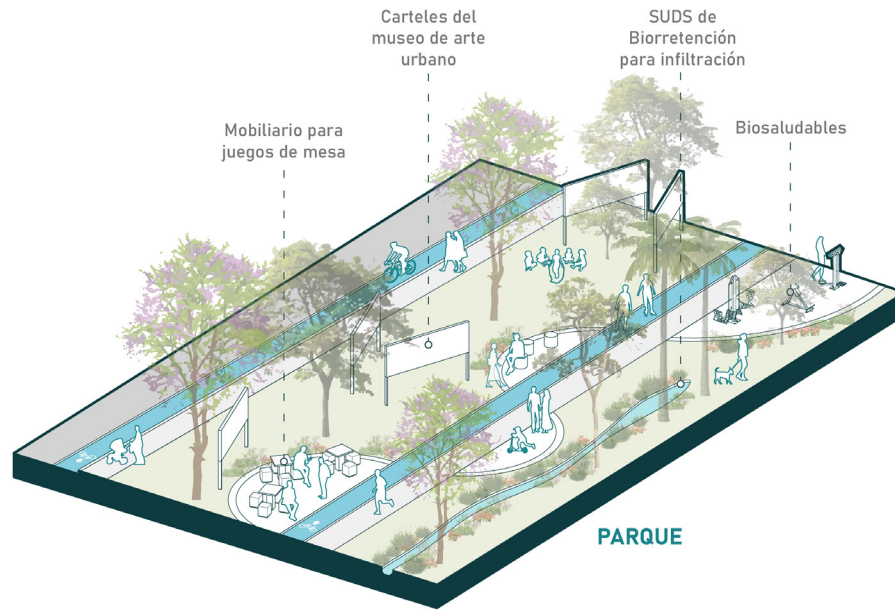 Carteles del
museo de arte
urbano
SUDS de
Biorretención
para infiltración
Mobiliario para
juegos de mesa
Biosaludables
PARQUE